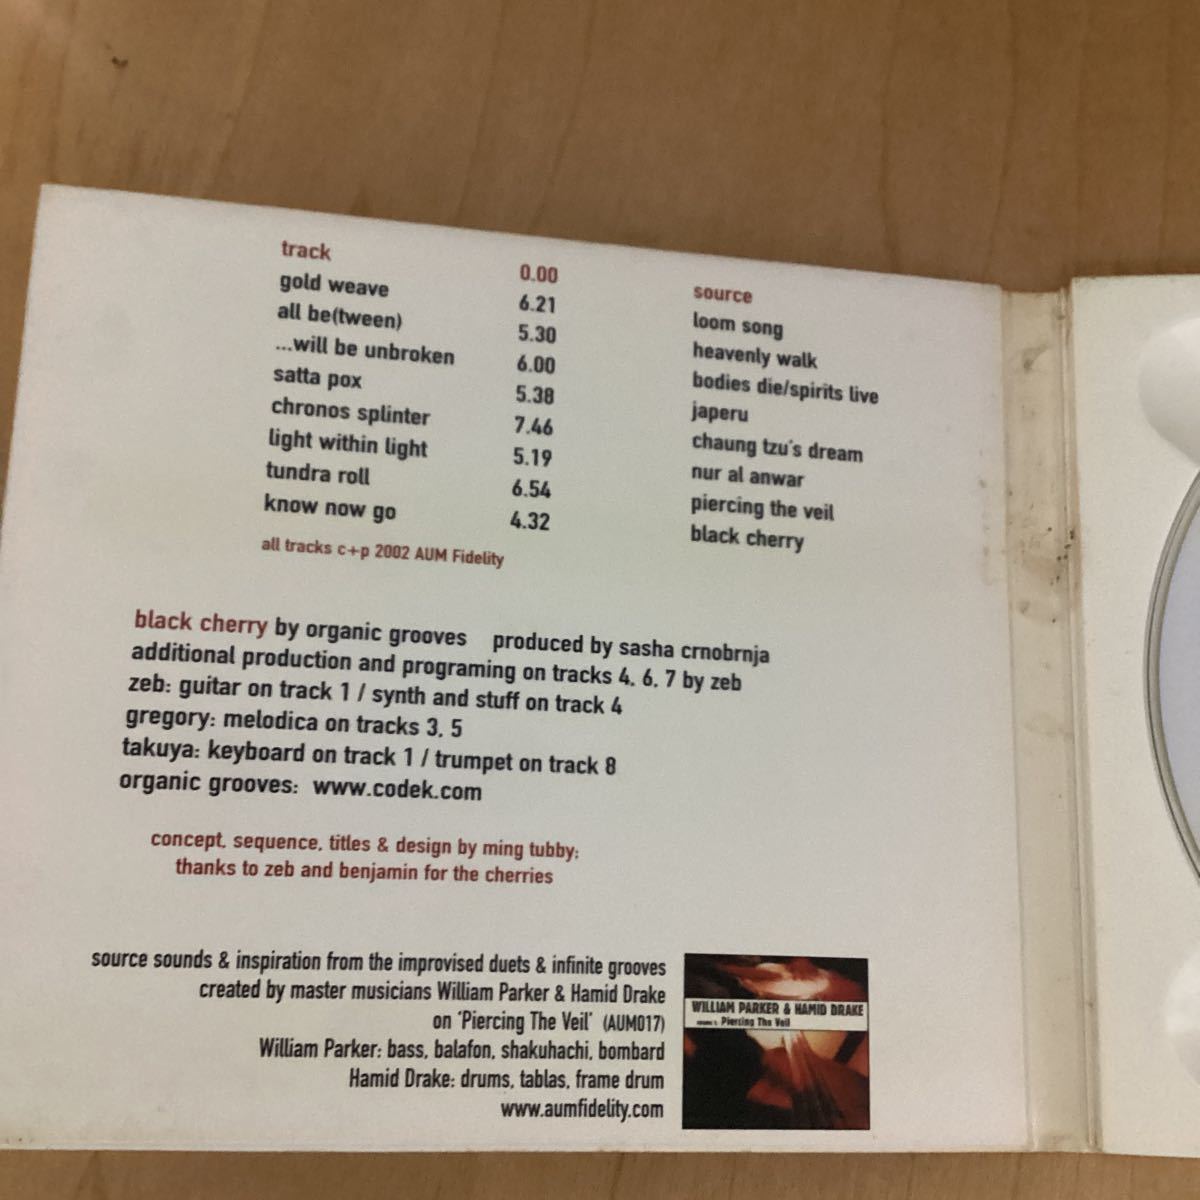 track 0.00 source
gold weave 6.21 loom song
all be(tween) 5.30 heavenly walk
...will be unbroken 6.00 bodies die/spirits live
satta pox 5.38 japeru
chronos splinter 7.46 chaung tzu's dream
light within light 5.19 nur al anwar
tundra roll 6.54 piercing the veil
know now go 4.32 black cherry
all tracks c+p 2002 AUM Fidelity
black cherry by organic grooves produced by sasha crnobrnja
additional production and programing on tracks 4, 6, 7 by zeb
zeb: guitar on track 1 / synth and stuff on track 4
gregory: melodica on tracks 3, 5
takuya: keyboard on track 1 / trumpet on track 8
organic grooves: www.codek.com
concept, sequence, titles & design by ming tubby;
thanks to zeb and benjamin for the cherries
source sounds & inspiration from the improvised duets & infinite grooves
created by master musicians William Parker & Hamid Drake
on 'Piercing The Veil' (AUM017)
William Parker: bass, balafon, shakuhachi, bombard
Hamid Drake: drums, tablas, frame drum
www.aumfidelity.com
WILLIAM PARKER & HAMID DRAKE
volume 1: Piercing The Veil